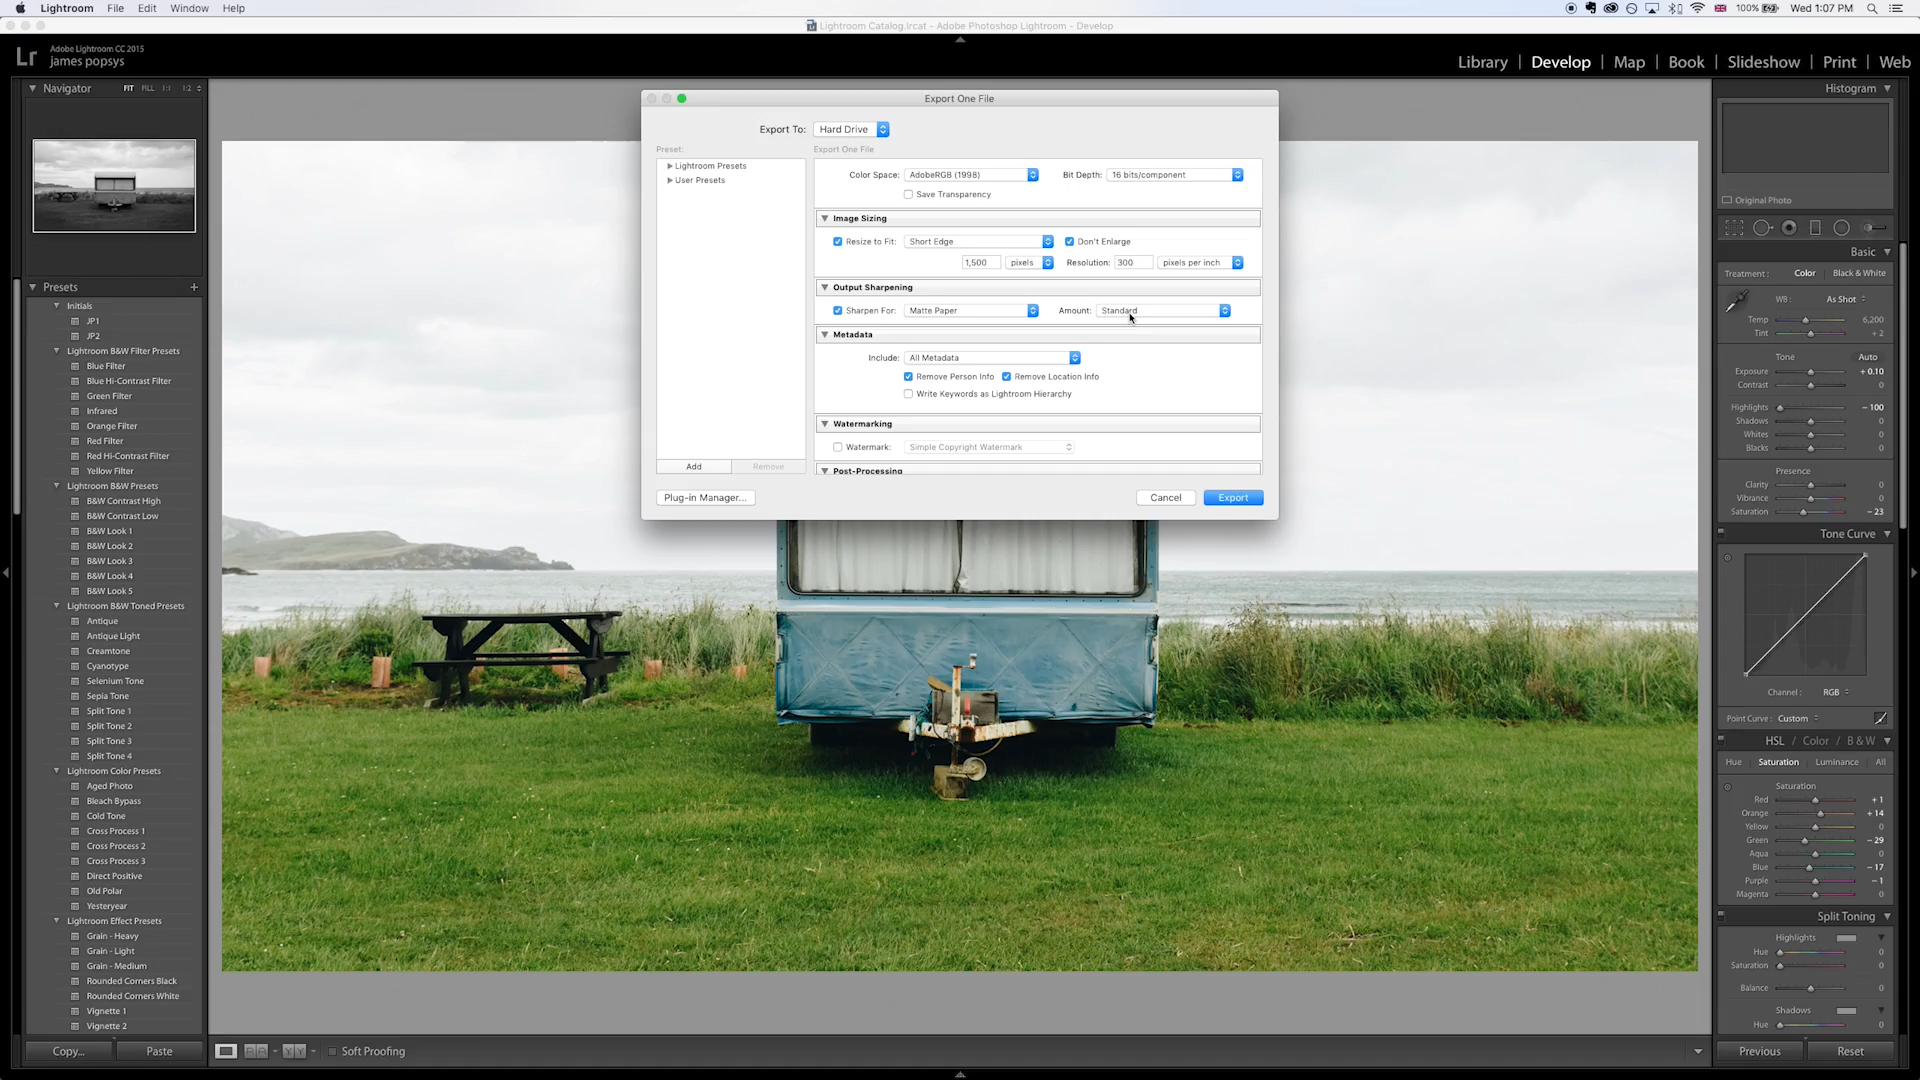 Lightroom File Edit Window Help
100% Wed 1:07 PM
Lightroom Catalog.lrcat - Adobe Photoshop Lightroom - Develop
Lr Adobe Lightroom CC 2015
james popsys
Library | Develop | Map | Book | Slideshow | Print | Web
Navigator FIT FILL 1:1 1:2
Presets +
Initials
JP1
JP2
Lightroom B&W Filter Presets
Blue Filter
Blue Hi-Contrast Filter
Green Filter
Infrared
Orange Filter
Red Filter
Red Hi-Contrast Filter
Yellow Filter
Lightroom B&W Presets
B&W Contrast High
B&W Contrast Low
B&W Look 1
B&W Look 2
B&W Look 3
B&W Look 4
B&W Look 5
Lightroom B&W Toned Presets
Antique
Antique Light
Creamtone
Cyanotype
Selenium Tone
Sepia Tone
Split Tone 1
Split Tone 2
Split Tone 3
Split Tone 4
Lightroom Color Presets
Aged Photo
Bleach Bypass
Cold Tone
Cross Process 1
Cross Process 2
Cross Process 3
Direct Positive
Old Polar
Yesteryear
Lightroom Effect Presets
Grain - Heavy
Grain - Light
Grain - Medium
Rounded Corners Black
Rounded Corners White
Vignette 1
Vignette 2
Copy... Paste
Export One File
Export To: Hard Drive
Preset: Export One File
Lightroom Presets
User Presets
Add Remove
Color Space: AdobeRGB (1998) Bit Depth: 16 bits/component
Save Transparency
Image Sizing
Resize to Fit: Short Edge Don't Enlarge
1,500 pixels Resolution: 300 pixels per inch
Output Sharpening
Sharpen For: Matte Paper Amount: Standard
Metadata
Include: All Metadata
Remove Person Info Remove Location Info
Write Keywords as Lightroom Hierarchy
Watermarking
Watermark: Simple Copyright Watermark
Post-Processing
Plug-in Manager... Cancel Export
Soft Proofing
Histogram
Original Photo
Basic
Treatment: Color Black & White
WB: As Shot
Temp 6,200
Tint + 2
Tone Auto
Exposure + 0.10
Contrast 0
Highlights - 100
Shadows 0
Whites 0
Blacks 0
Presence
Clarity 0
Vibrance 0
Saturation - 23
Tone Curve
Channel: RGB
Point Curve: Custom
HSL / Color / B & W
Hue Saturation Luminance All
Saturation
Red + 1
Orange + 14
Yellow 0
Green - 29
Aqua 0
Blue - 17
Purple - 1
Magenta 0
Split Toning
Highlights
Hue 0
Saturation 0
Balance 0
Shadows
Hue 0
Previous Reset